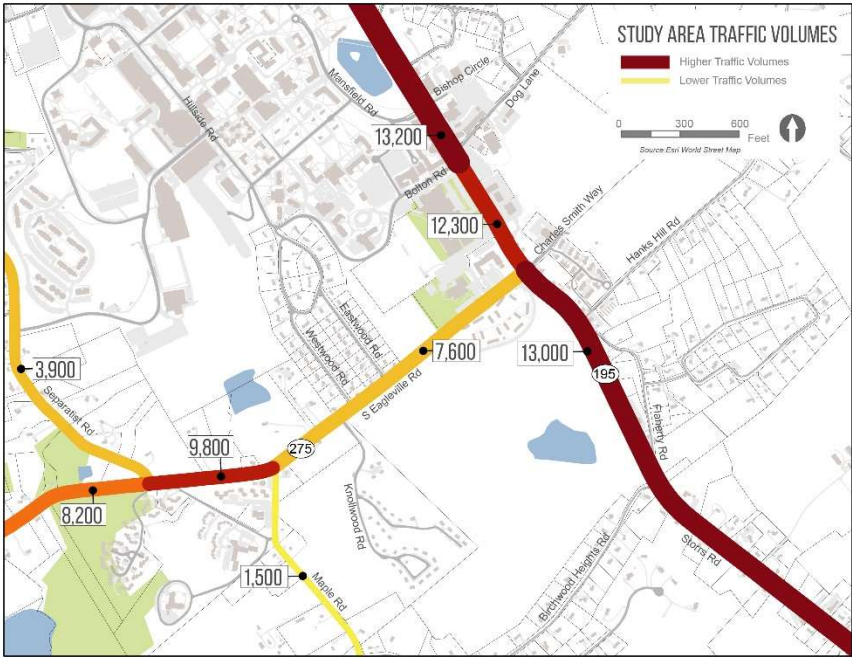 STUDY AREA TRAFFIC VOLUMES
Higher Traffic Volumes
Lower Traffic Volumes
0 300 600
Feet
Source Esri World Street Map
Mansfield Rd
Bishop Circle
Dog Lane
Hillside Rd
13,200
Bolton Rd
12,300
Charles Smith Way
Hanks Hill Rd
Eastwood Rd
Westwood Rd
7,600
13,000
195
3,900
Separatist Rd
S Eagleville Rd
Flaherty Rd
9,800
275
8,200
Knollwood Rd
1,500
Maple Rd
Birchwood Heights Rd
Storrs Rd